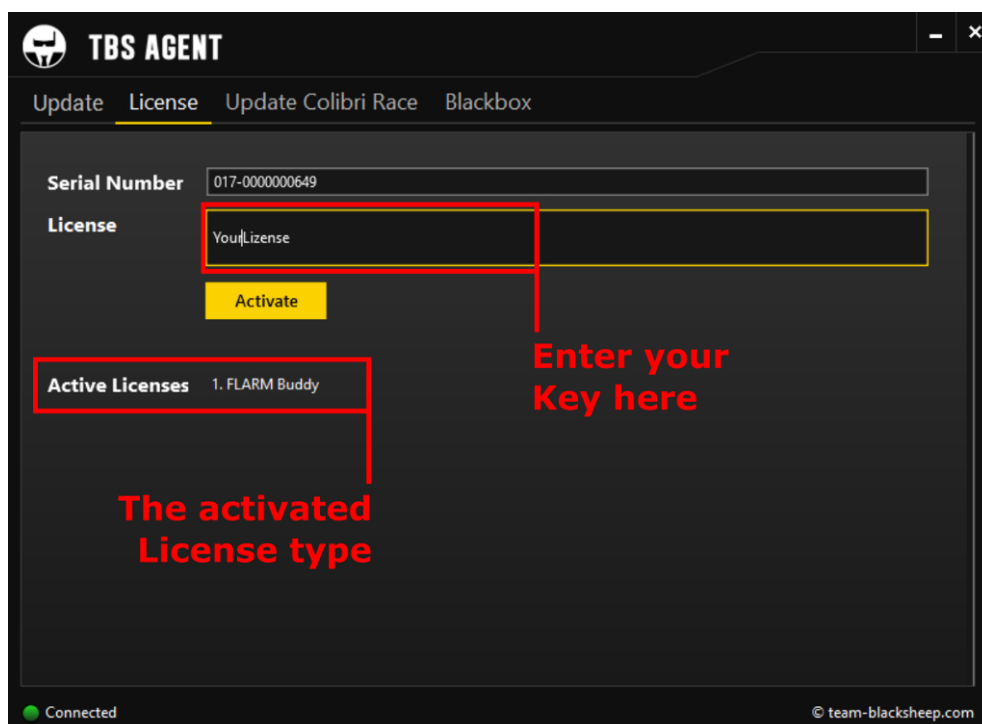 TBS AGENT
Update License Update Colibri Race Blackbox
Serial Number 017-0000000649
License YourLizense
Activate
Enter your
Key here
Active Licenses 1. FLARM Buddy
The activated
License type
Connected © team-blacksheep.com